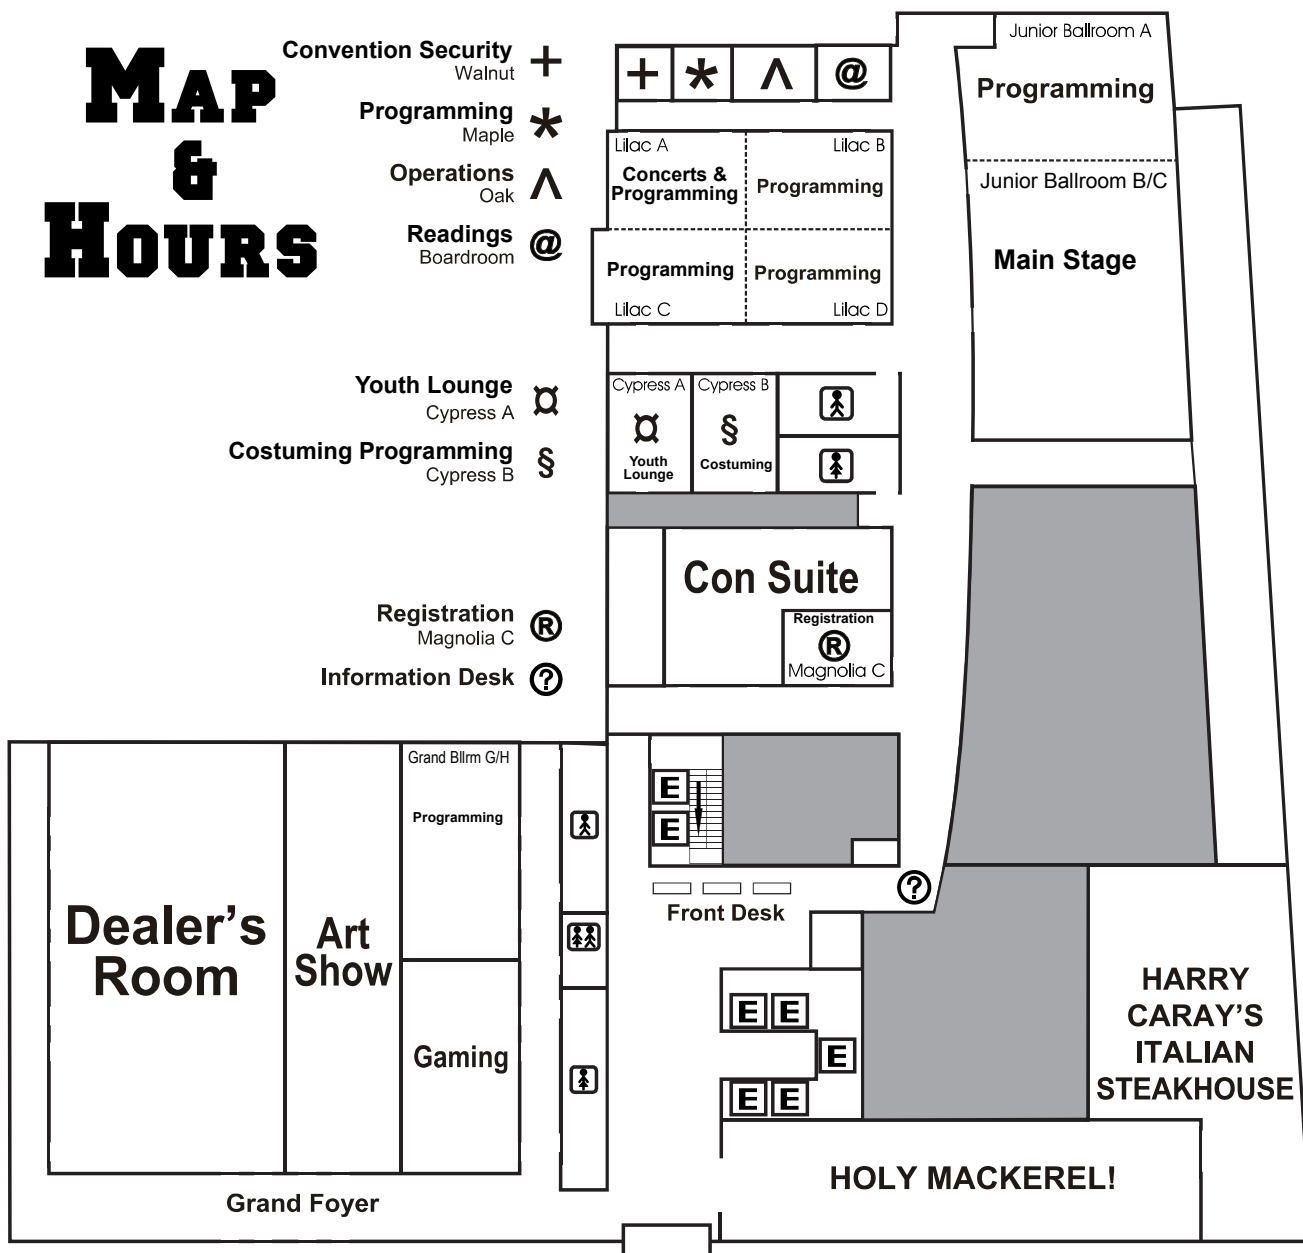 MAP
&
HOURS
Convention Security
Walnut
+
Programming
Maple
*
Operations
Oak
Λ
Readings
Boardroom
@
Youth Lounge
Cypress A
¤
Costuming Programming
Cypress B
§
Registration
Magnolia C
®
Information Desk
?
+ * Λ @
Junior Ballroom A
Programming
Junior Ballroom B/C
Main Stage
Lilac A
Concerts &
Programming
Lilac B
Programming
Programming
Lilac C
Programming
Lilac D
Cypress A
¤
Youth
Lounge
Cypress B
§
Costuming
Con Suite
Registration
®
Magnolia C
Grand Bllrm G/H
Programming
Dealer's
Room
Art
Show
Gaming
Grand Foyer
E
E
Front Desk
?
E E
E
E E
HARRY
CARAY'S
ITALIAN
STEAKHOUSE
HOLY MACKEREL!